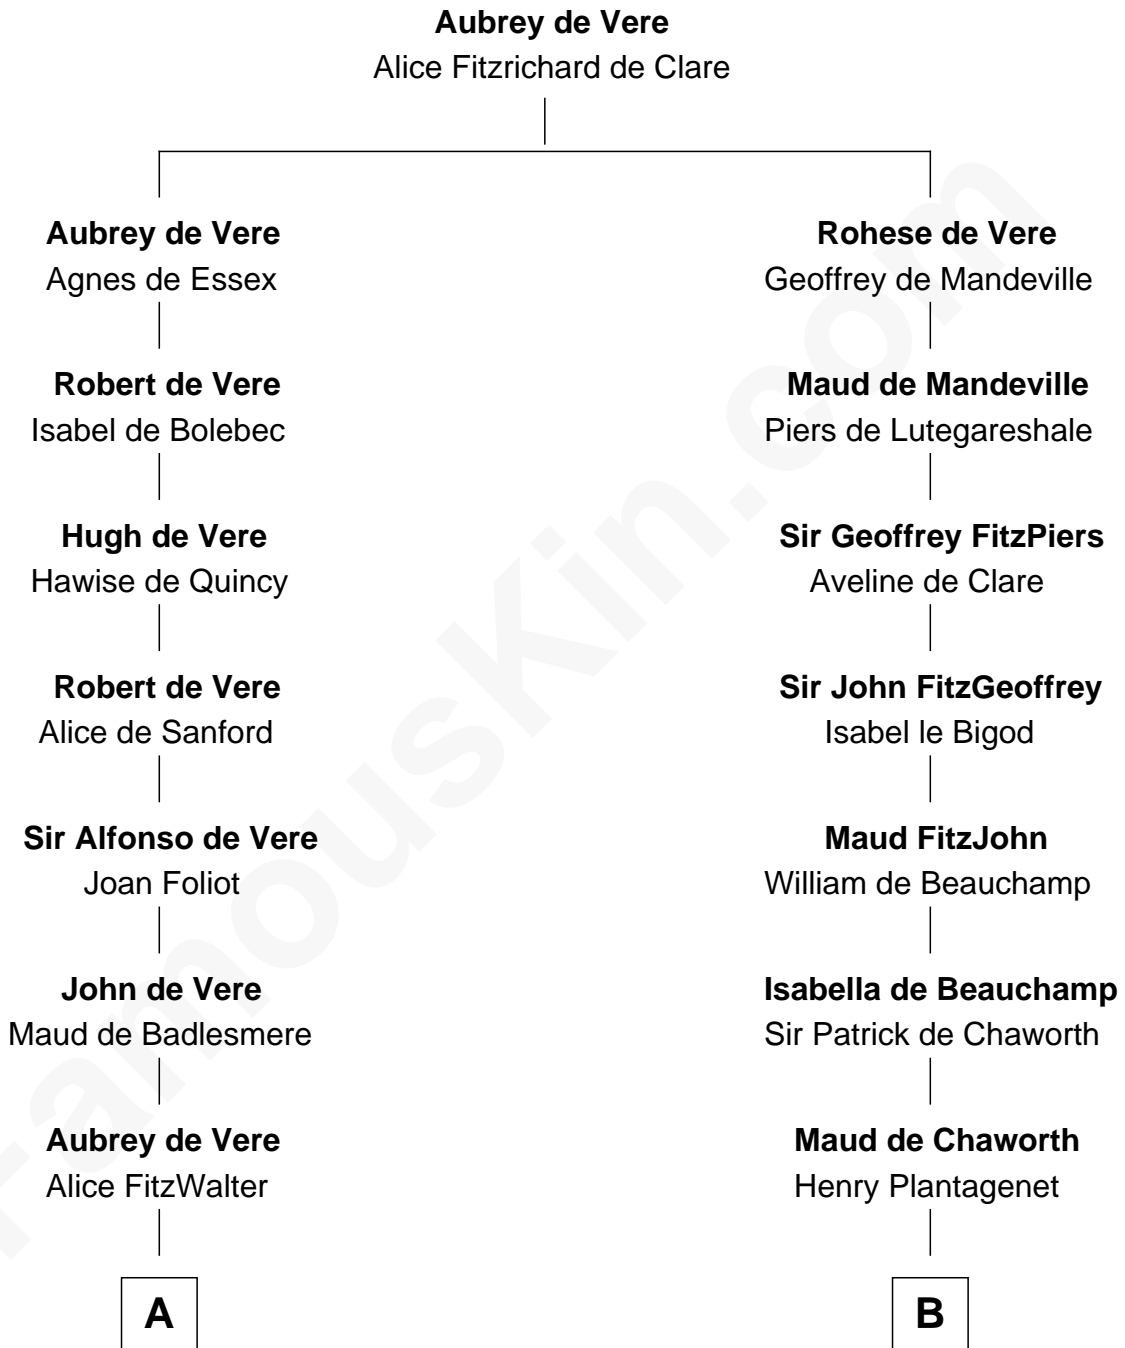 Aubrey de Vere
Alice Fitzrichard de Clare
Aubrey de Vere
Agnes de Essex
Rohese de Vere
Geoffrey de Mandeville
Robert de Vere
Isabel de Bolebec
Maud de Mandeville
Piers de Lutegareshale
Hugh de Vere
Hawise de Quincy
Sir Geoffrey FitzPiers
Aveline de Clare
Robert de Vere
Alice de Sanford
Sir John FitzGeoffrey
Isabel le Bigod
Sir Alfonso de Vere
Joan Foliot
Maud FitzJohn
William de Beauchamp
John de Vere
Maud de Badlesmere
Isabella de Beauchamp
Sir Patrick de Chaworth
Aubrey de Vere
Alice FitzWalter
Maud de Chaworth
Henry Plantagenet
A
B
FamousKin.com